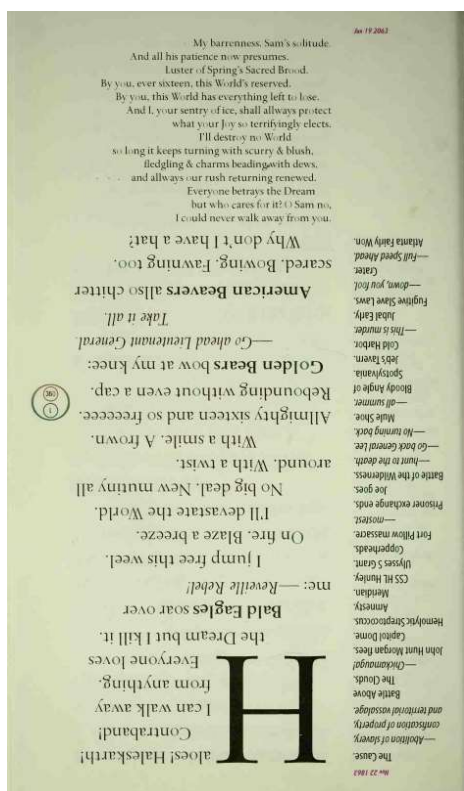 Jan 19 2063
My barrenness, Sam's solitude.
And all his patience now presumes.
Luster of Spring's Sacred Brood.
By you, ever sixteen, this World's reserved.
By you, this World has everything left to lose.
And I, your sentry of ice, shall allways protect
what your Joy so terrifyingly elects.
I'll destroy no World
so long it keeps turning with scurry & blush,
fledgling & charms beading with dews,
and allways our rush returning renewed.
Everyone betrays the Dream
but who cares for it? O Sam no,
I could never walk away from you.
360
1
Nov 22 1863
Haloes! Haleskarth!
Contraband!
I can walk away
from anything.
Everyone loves
the Dream but I kill it.
Bald Eagles soar over
me: —Reveille Rebel!
I jump free this weel.
On fire. Blaze a breeze.
I'll devastate the World.
No big deal. New mutiny all
around. With a twist.
With a smile. A frown.
Allmighty sixteen and so freeeeee.
Rebounding without even a cap.
Golden Bears bow at my knee:
—Go ahead Lieutenant General.
Take it all.
American Beavers allso chitter
scared. Bowing. Fawning too.
Why don't I have a hat?
The Cause.
—Abolition of slavery,
confiscation of property,
and territorial vassalage.
Battle Above
The Clouds.
—Chickamauga!
John Hunt Morgan flees.
Capitol Dome.
Hemolytic Streptococcus
Amnesty.
Meridian.
CSS HL Hunley.
Ulysses S Grant.
Copperheads.
Fort Pillow massacre.
—mostest.
Prisoner exchange ends.
Joe goes.
Battle of the Wilderness.
—hunt to the death.
—Go back General Lee.
—No turning back.
Mule Shoe.
—all summer.
Bloody Angle of
Spotsylvania.
Jeb's Tavern.
Cold Harbor.
—This is murder.
Jubal Early.
Fugitive Slave Laws.
—down, you fool.
Crater.
—Full Speed Ahead.
Atlanta Fairly Won.